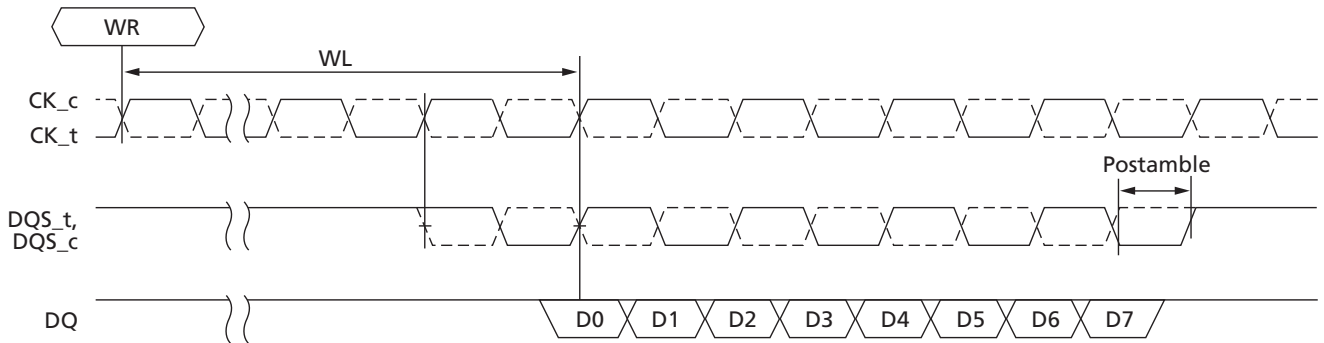 WR
WL
CK_c
CK_t
Postamble
DQS_t,
DQS_c
DQ
D0 D1 D2 D3 D4 D5 D6 D7